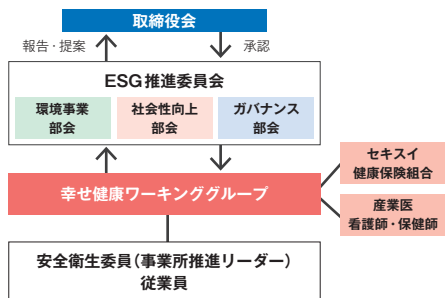 取締役会
報告・提案
承認
ESG推進委員会
環境事業
部会
社会性向上
部会
ガバナンス
部会
セキスイ
健康保険組合
幸せ健康ワーキンググループ
産業医
看護師・保健師
安全衛生委員(事業所推進リーダー)
従業員